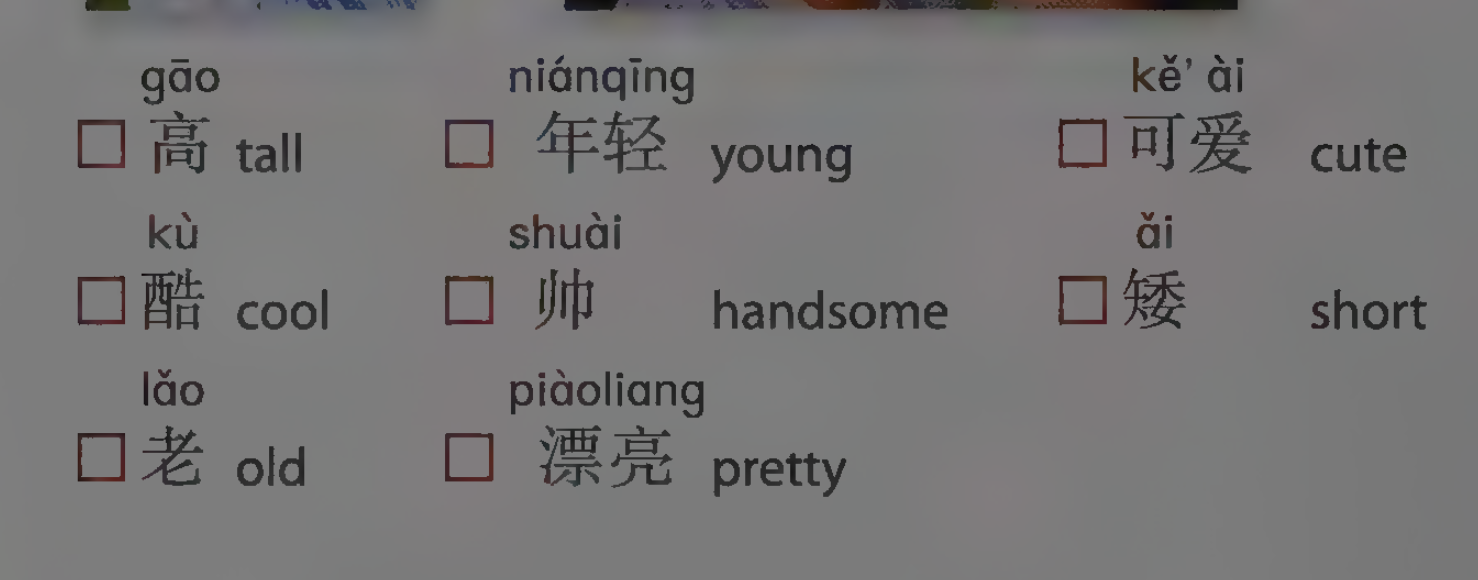 gāo niánqīng kě' ài
高 tall 年轻 young 可爱 cute
kù shuài ǎi
酷 cool 帅 handsome 矮 short
lǎo piàoliang
老 old 漂亮 pretty